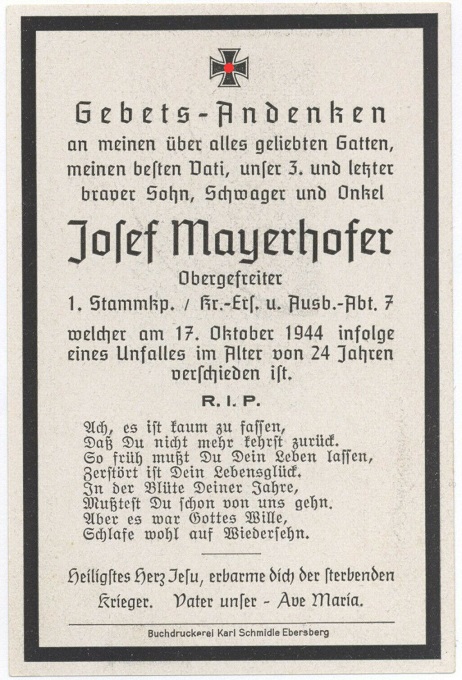 Gebets-Andenken
an meinen über alles geliebten Gatten,
meinen besten Vati, unser 3. und letzter
braver Sohn, Schwager und Onkel
Josef Mayerhofer
Obergefreiter
1. Stammkp. / Kr.-Ers. u. Ausb.-Abt. 7
welcher am 17. Oktober 1944 infolge
eines Unfalles im Alter von 24 Jahren
verschieden ist.
R. I. P.
Ach, es ist kaum zu fassen,
Daß Du nicht mehr kehrst zurück.
So früh mußt Du Dein Leben lassen,
Zerstört ist Dein Lebensglück.
In der Blüte Deiner Jahre,
Mußtest Du schon von uns gehn.
Aber es war Gottes Wille,
Schlafe wohl auf Wiedersehn.
Heiligstes Herz Jesu, erbarme dich der sterbenden
Krieger. Vater unser - Ave Maria.
Buchdruckerei Karl Schmidle Ebersberg